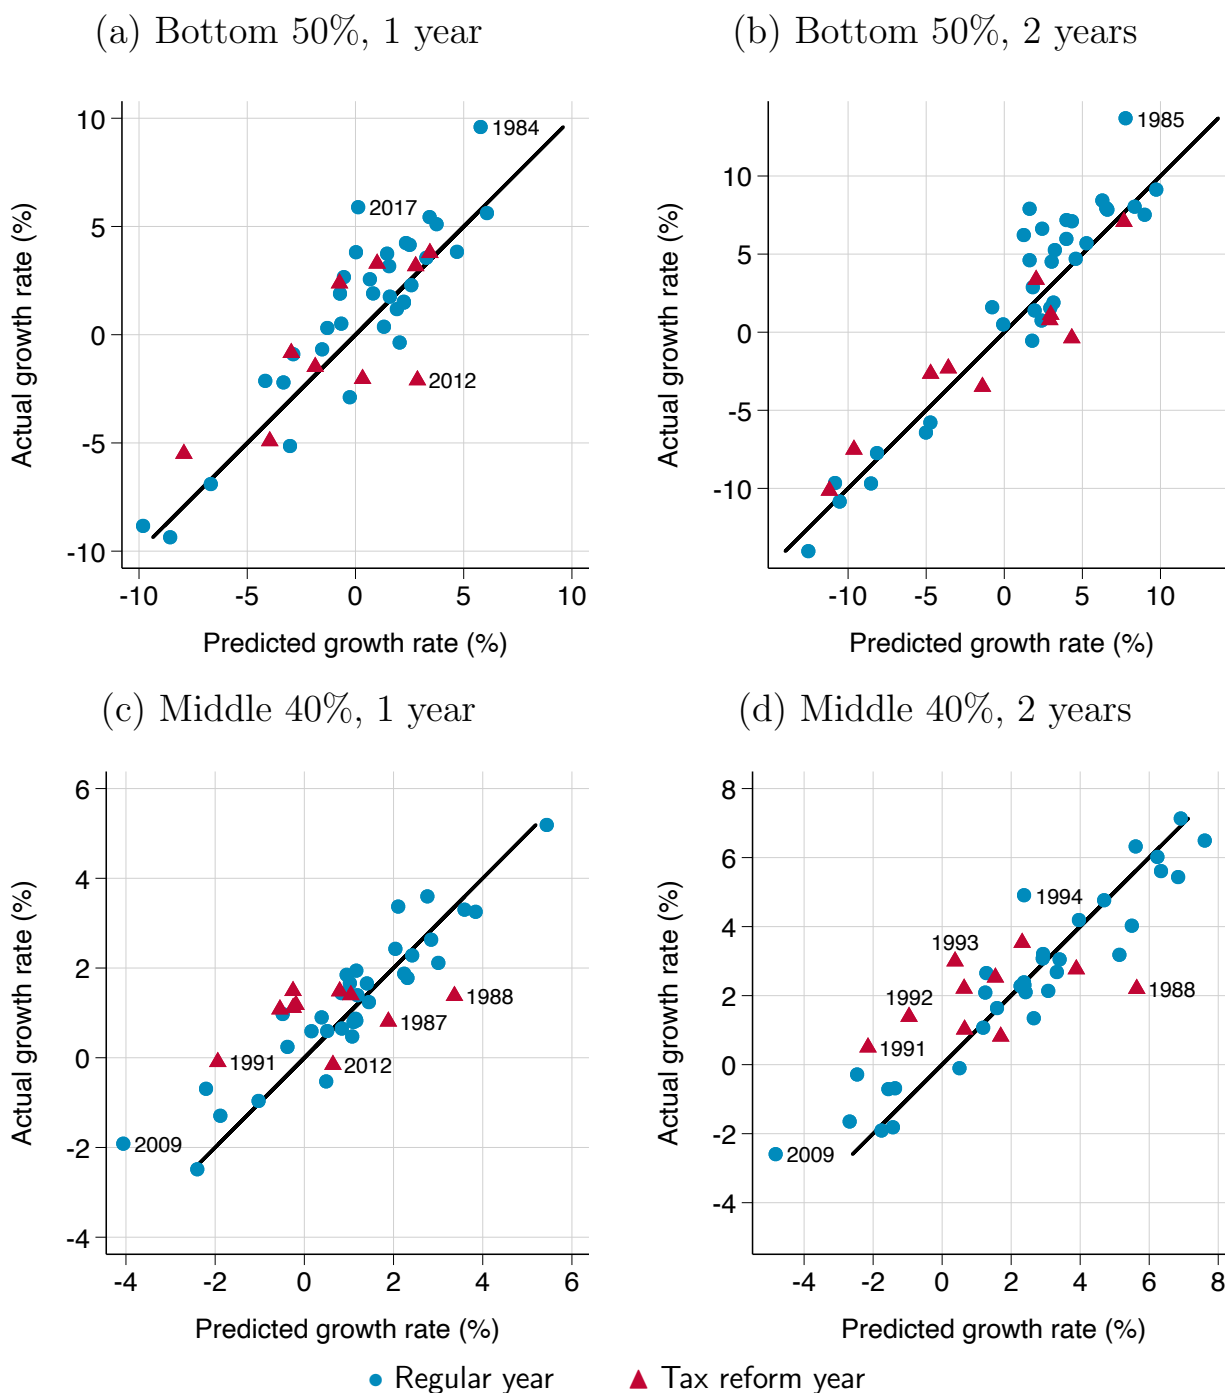 (a) Bottom 50%, 1 year
(b) Bottom 50%, 2 years
Actual growth rate (%)
10
5
0
-5
-10
1984
2017
2012
-10 -5 0 5 10
Predicted growth rate (%)
Actual growth rate (%)
10
5
0
-5
-10
1985
-10 -5 0 5 10
Predicted growth rate (%)
(c) Middle 40%, 1 year
(d) Middle 40%, 2 years
Actual growth rate (%)
6
4
2
0
-2
-4
1988
1987
1991
2012
2009
-4 -2 0 2 4 6
Predicted growth rate (%)
Actual growth rate (%)
8
6
4
2
0
-2
-4
1994
1993
1992
1988
1991
2009
-4 -2 0 2 4 6 8
Predicted growth rate (%)
Regular year
Tax reform year